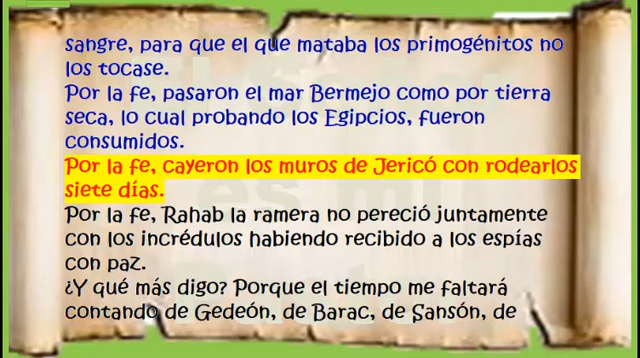 sangre, para que el que mataba los primogénitos no
los tocase.
Por la fe, pasaron el mar Bermejo como por tierra
seca, lo cual probando los Egipcios, fueron
consumidos.
Por la fe, cayeron los muros de Jericó con rodearlos
siete días.
Por la fe, Rahab la ramera no pereció juntamente
con los incrédulos habiendo recibido a los espías
con paz.
¿Y qué más digo? Porque el tiempo me faltará
contando de Gedeón, de Barac, de Sansón, de